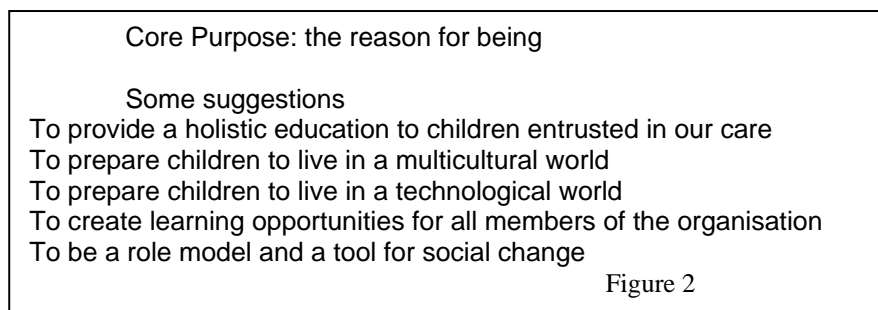 Core Purpose: the reason for being
Some suggestions
To provide a holistic education to children entrusted in our care
To prepare children to live in a multicultural world
To prepare children to live in a technological world
To create learning opportunities for all members of the organisation
To be a role model and a tool for social change
Figure 2